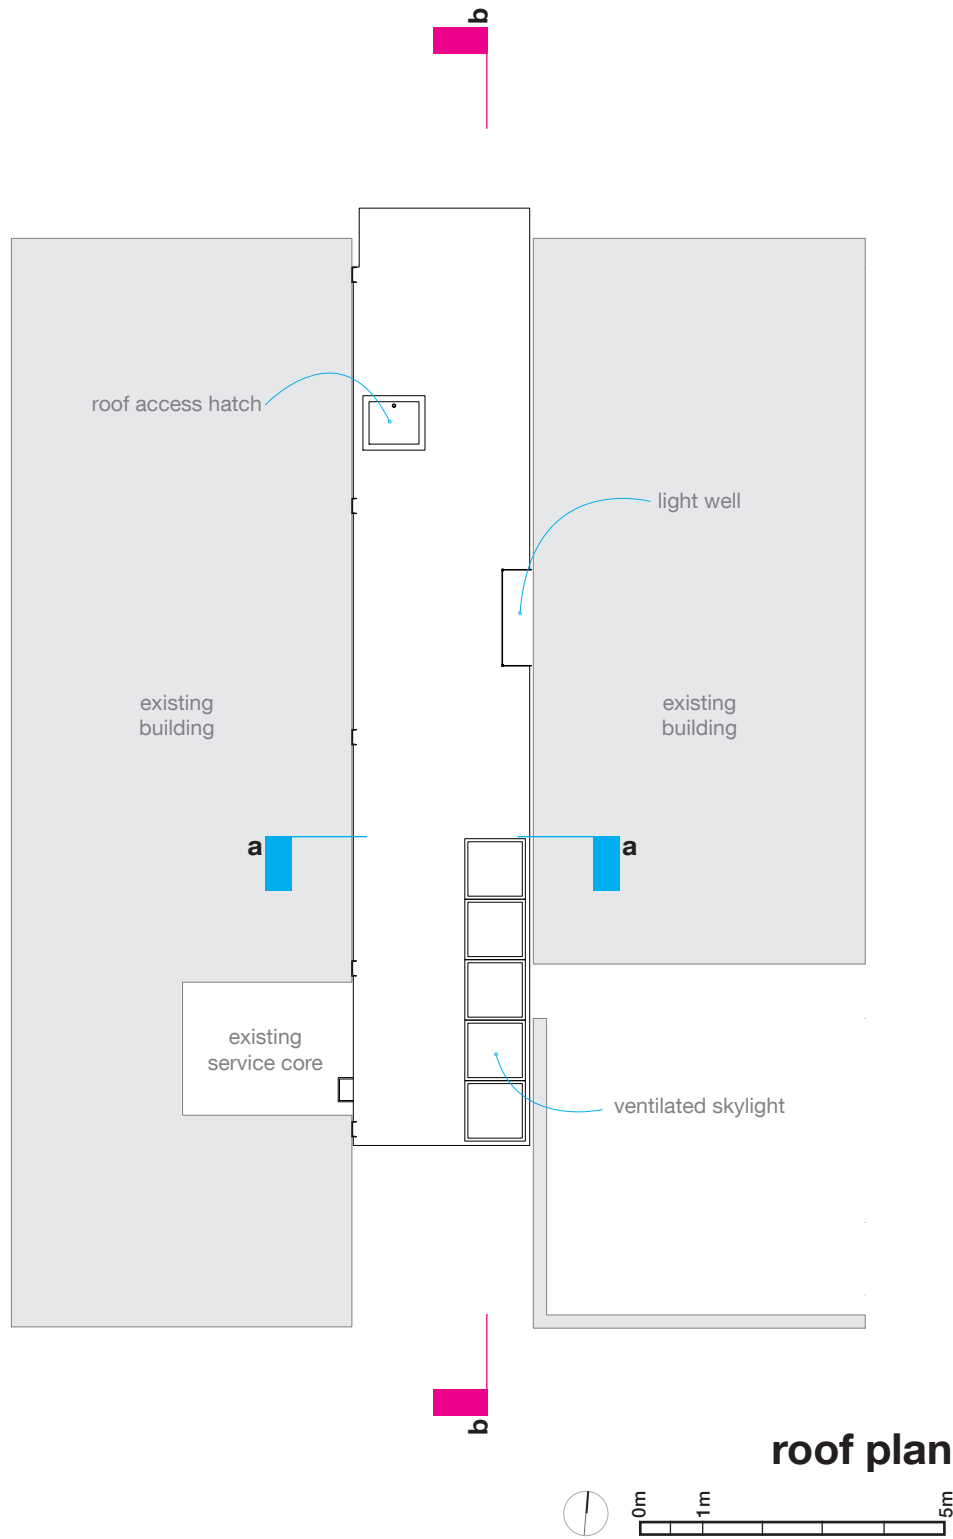 b
roof access hatch
light well
existing
building
existing
building
a
a
existing
service core
ventilated skylight
b
roof plan
0m
1m
5m